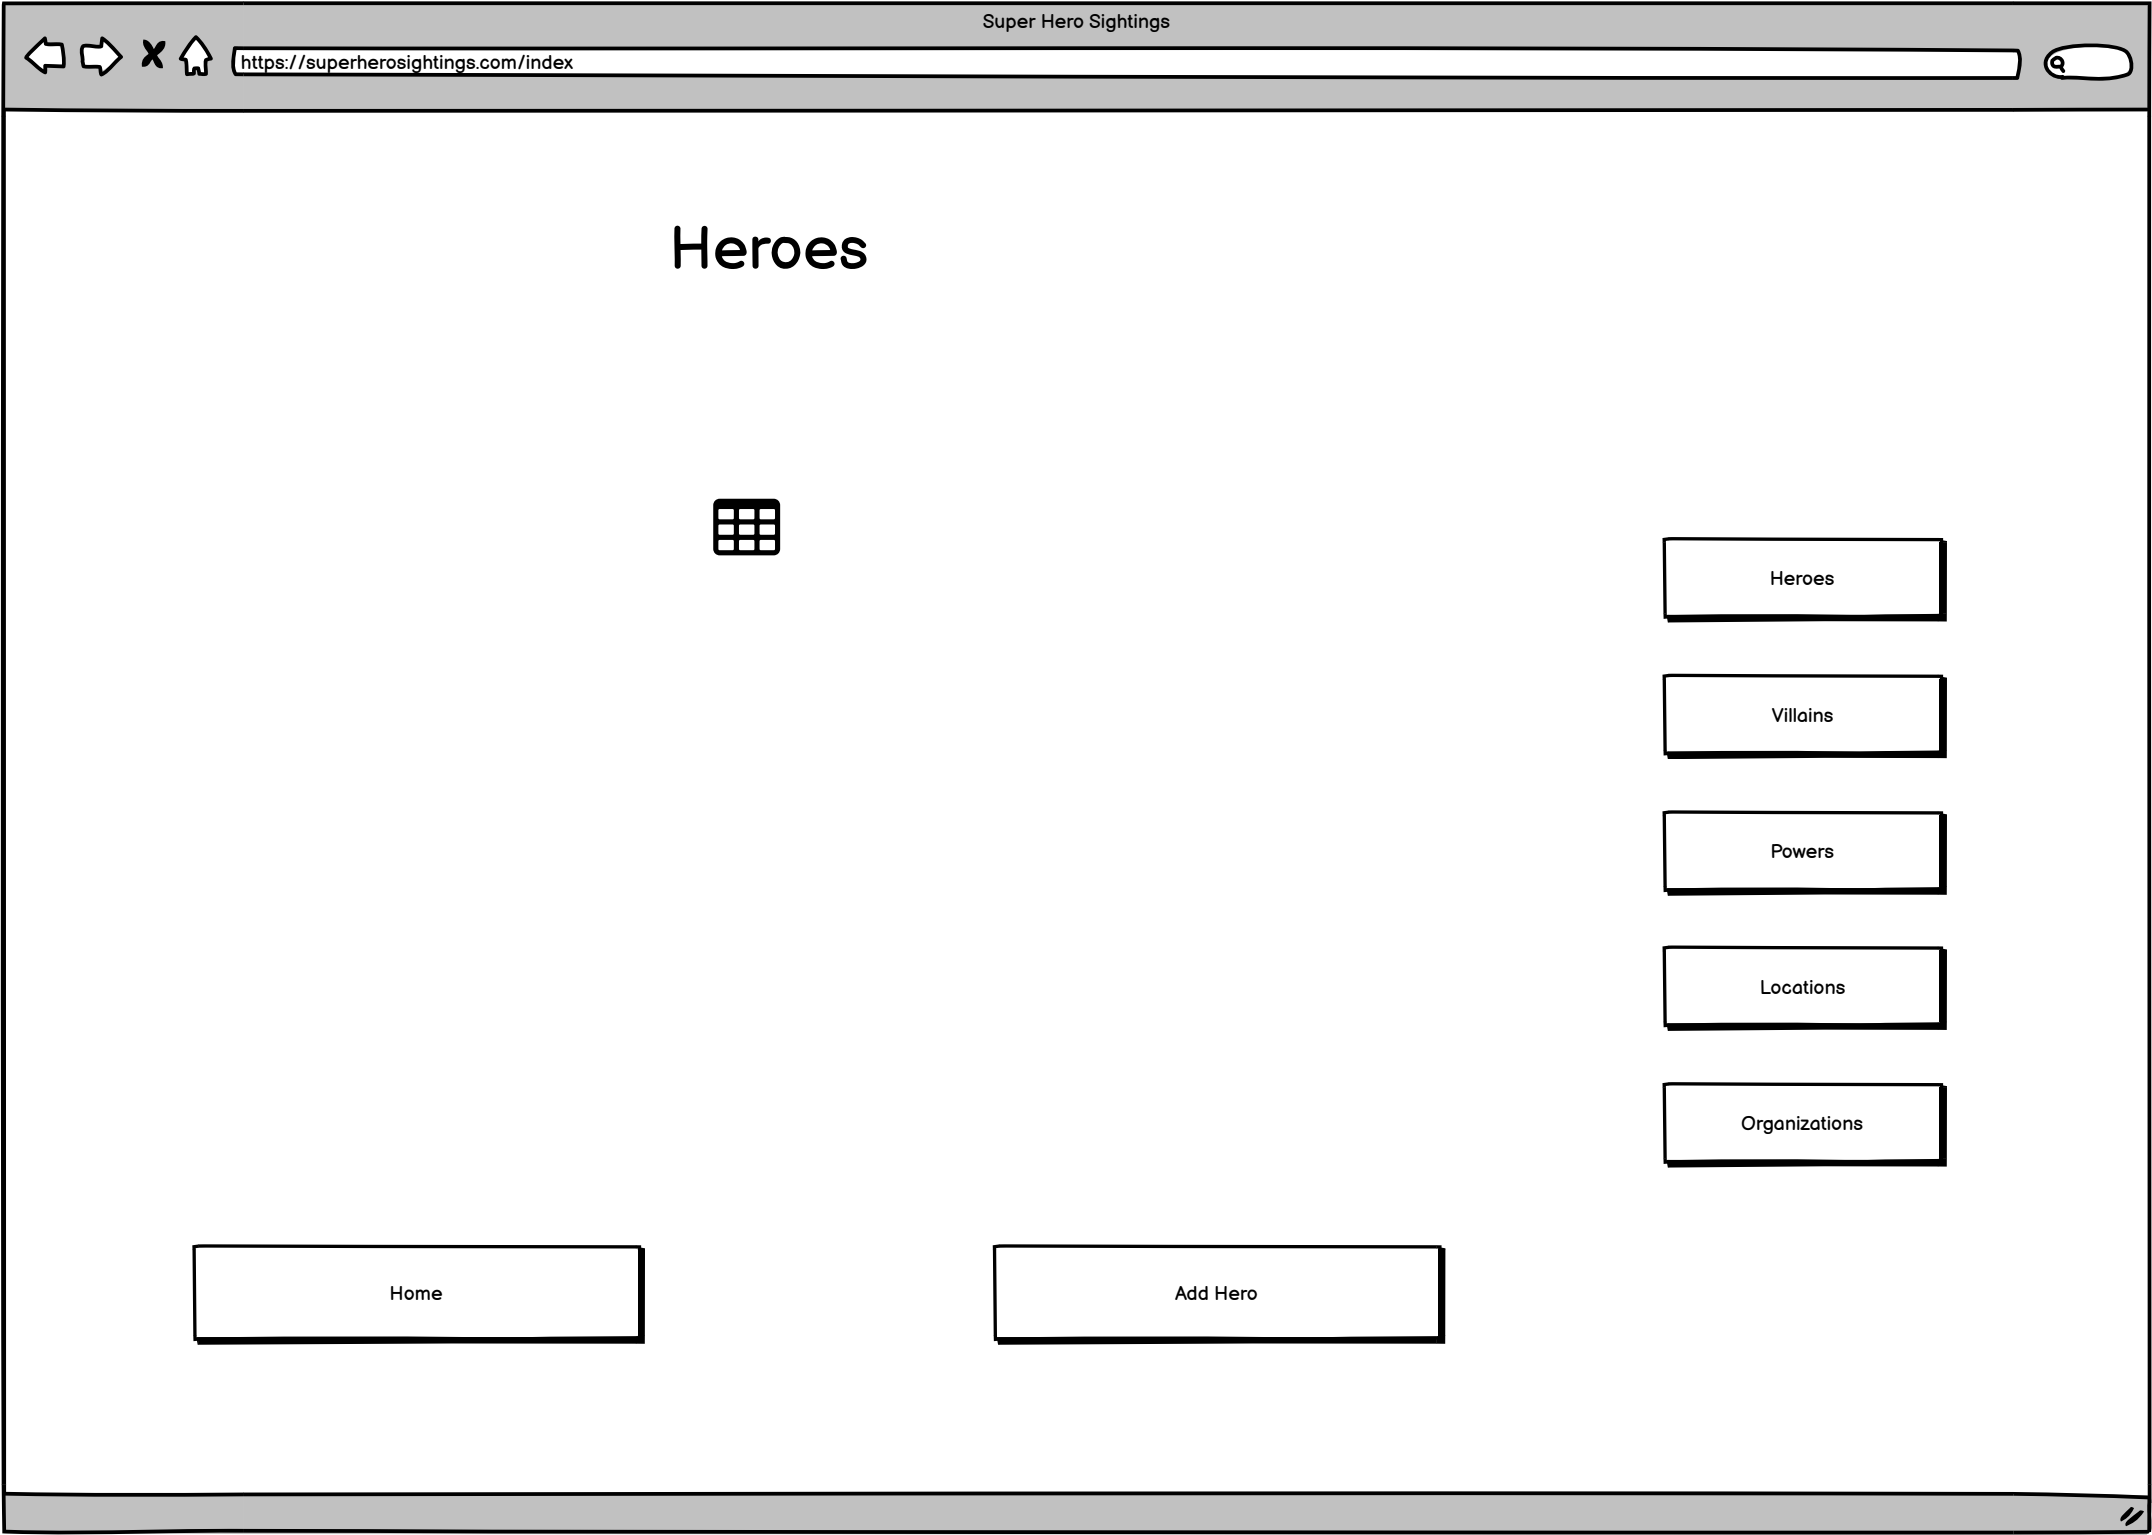 Super Hero Sightings
https://superherosightings.com/index
Heroes
Heroes
Villains
Powers
Locations
Organizations
Home
Add Hero